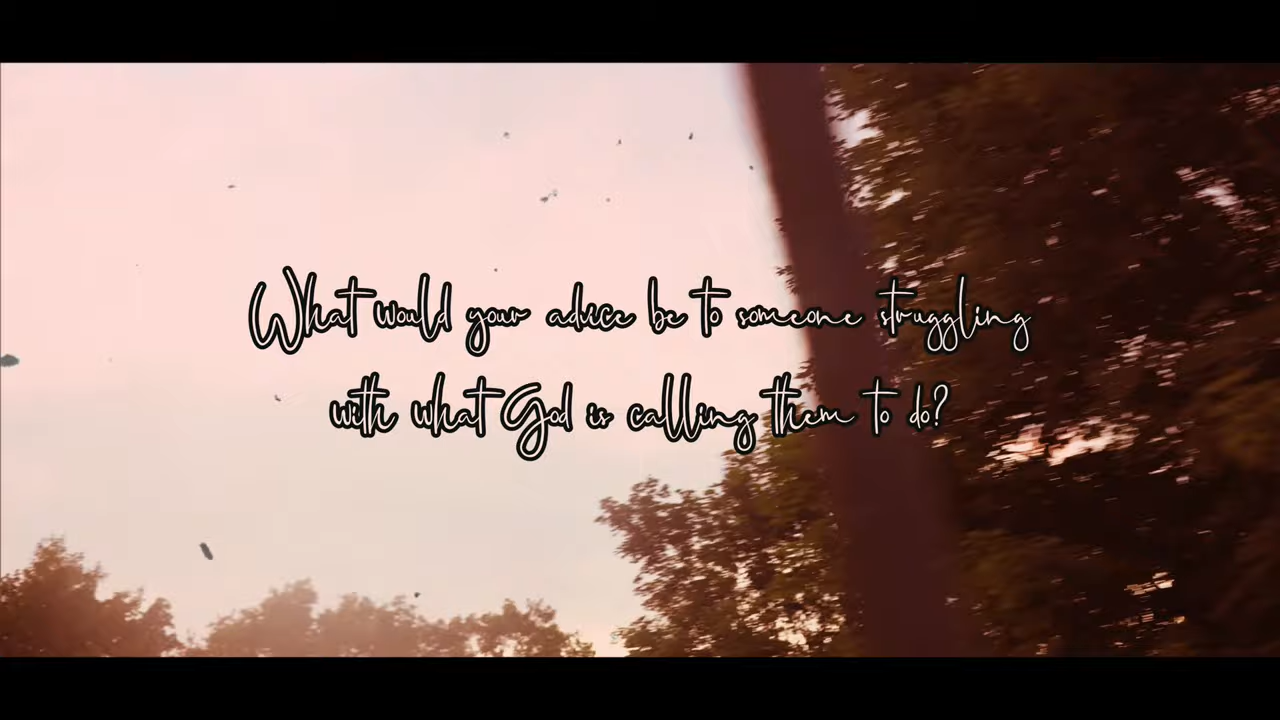 What would your advice be to someone struggling
with what God is calling them to do?